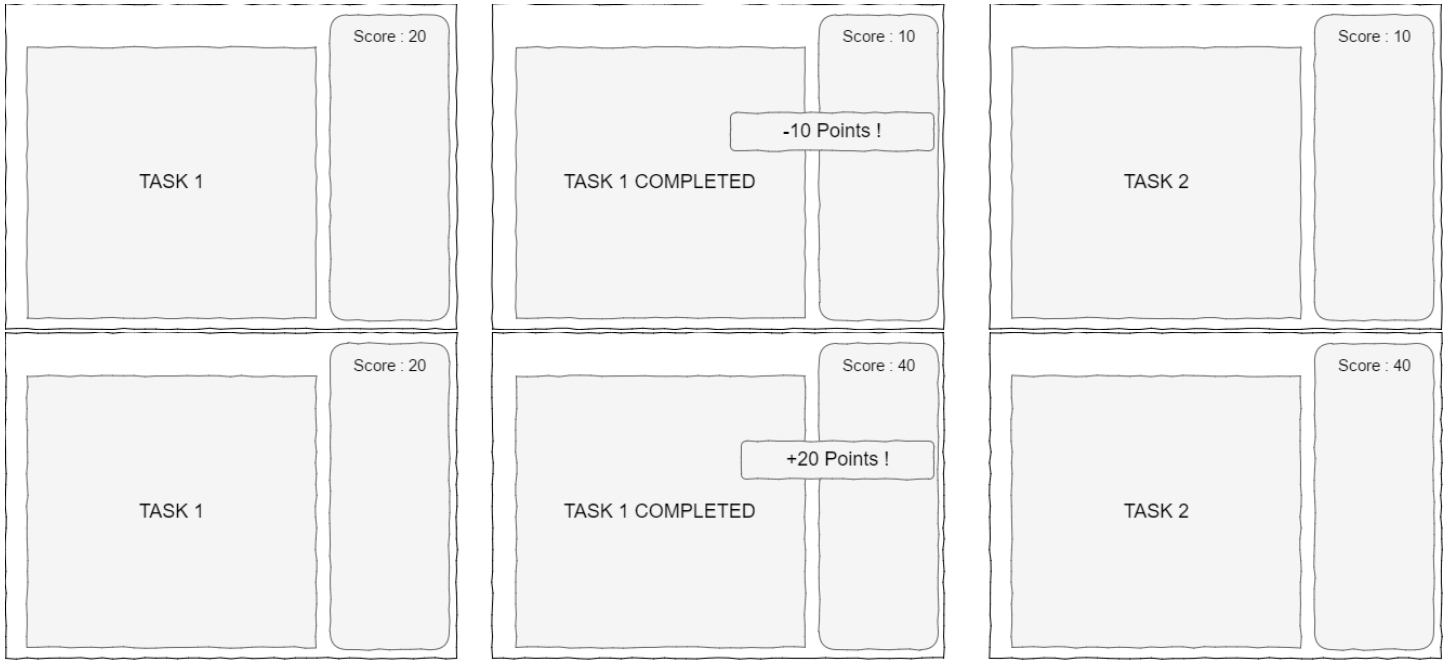 Score : 20
TASK 1
Score : 10
-10 Points !
TASK 1 COMPLETED
Score : 10
TASK 2
Score : 20
TASK 1
Score : 40
+20 Points !
TASK 1 COMPLETED
Score : 40
TASK 2